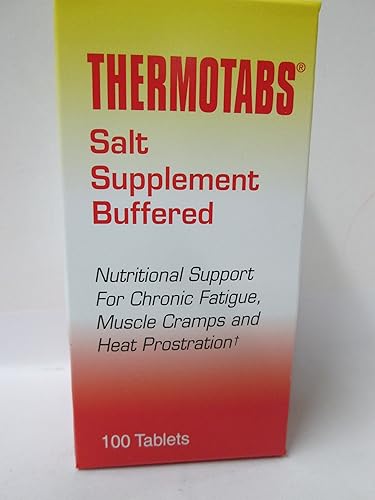 THERMOTABS®
Salt
Supplement
Buffered
Nutritional Support
For Chronic Fatigue,
Muscle Cramps and
Heat Prostration†
100 Tablets